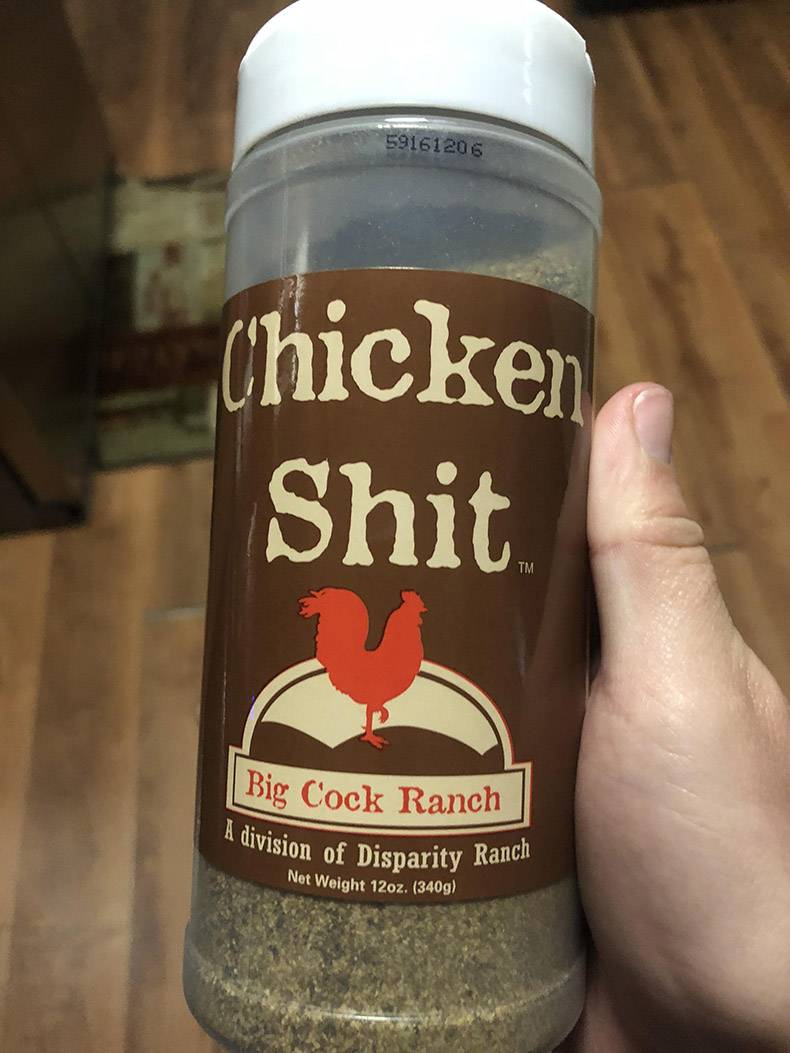 59161206
Chicken
Shit
TM
Big Cock Ranch
A division of Disparity Ranch
Net Weight 12oz. (340g)